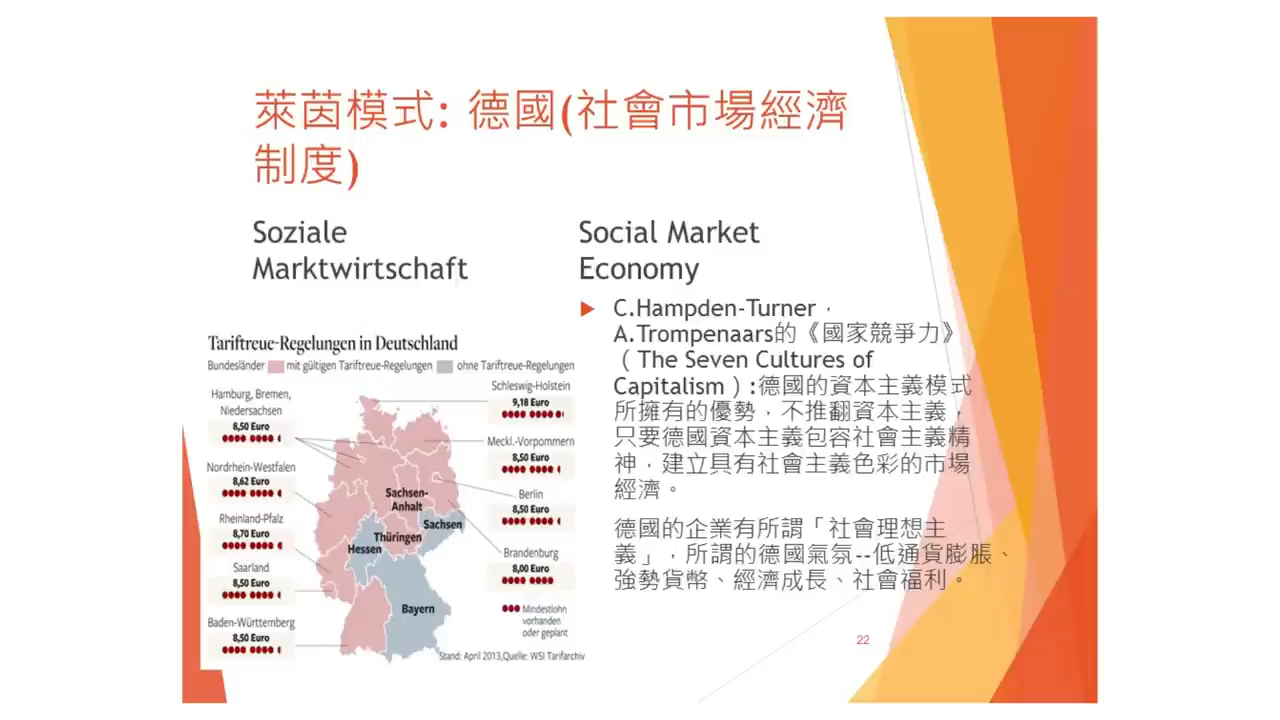 萊茵模式: 德國(社會市場經濟
制度)
Soziale
Marktwirtschaft
Social Market
Economy
C.Hampden-Turner，
A.Trompenaars的《國家競爭力》
（The Seven Cultures of
Capitalism）:德國的資本主義模式
所擁有的優勢，不推翻資本主義，
只要德國資本主義包容社會主義精
神，建立具有社會主義色彩的市場
經濟。
德國的企業有所謂「社會理想主
義」，所謂的德國氣氛--低通貨膨脹、
強勢貨幣、經濟成長、社會福利。
Tariftreue-Regelungen in Deutschland
Bundesländer mit gültigen Tariftreue-Regelungen ohne Tariftreue-Regelungen
Hamburg, Bremen,
Niedersachsen
8,50 Euro
Nordrhein-Westfalen
8,62 Euro
Rheinland-Pfalz
8,70 Euro
Saarland
8,50 Euro
Baden-Württemberg
8,50 Euro
Schleswig-Holstein
9,18 Euro
Meckl.-Vorpommern
8,50 Euro
Berlin
8,50 Euro
Brandenburg
8,00 Euro
Sachsen-
Anhalt
Sachsen
Thüringen
Hessen
Bayern
Mindestlohn
vorhanden
oder geplant
Stand: April 2013,Quelle: WSI Tarifarchiv
22